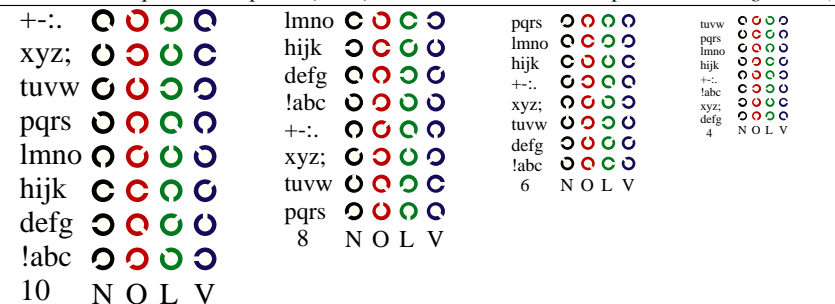 +-:.
xyz;
tuvw
pqrs
lmno
hijk
defg
!abc
10 N O L V
lmno
hijk
defg
!abc
+-:.
xyz;
tuvw
pqrs
8 N O L V
pqrs
lmno
hijk
+-:.
xyz;
tuvw
defg
!abc
6 N O L V
tuvw
pqrs
lmno
hijk
+-:.
!abc
xyz;
defg
4 N O L V